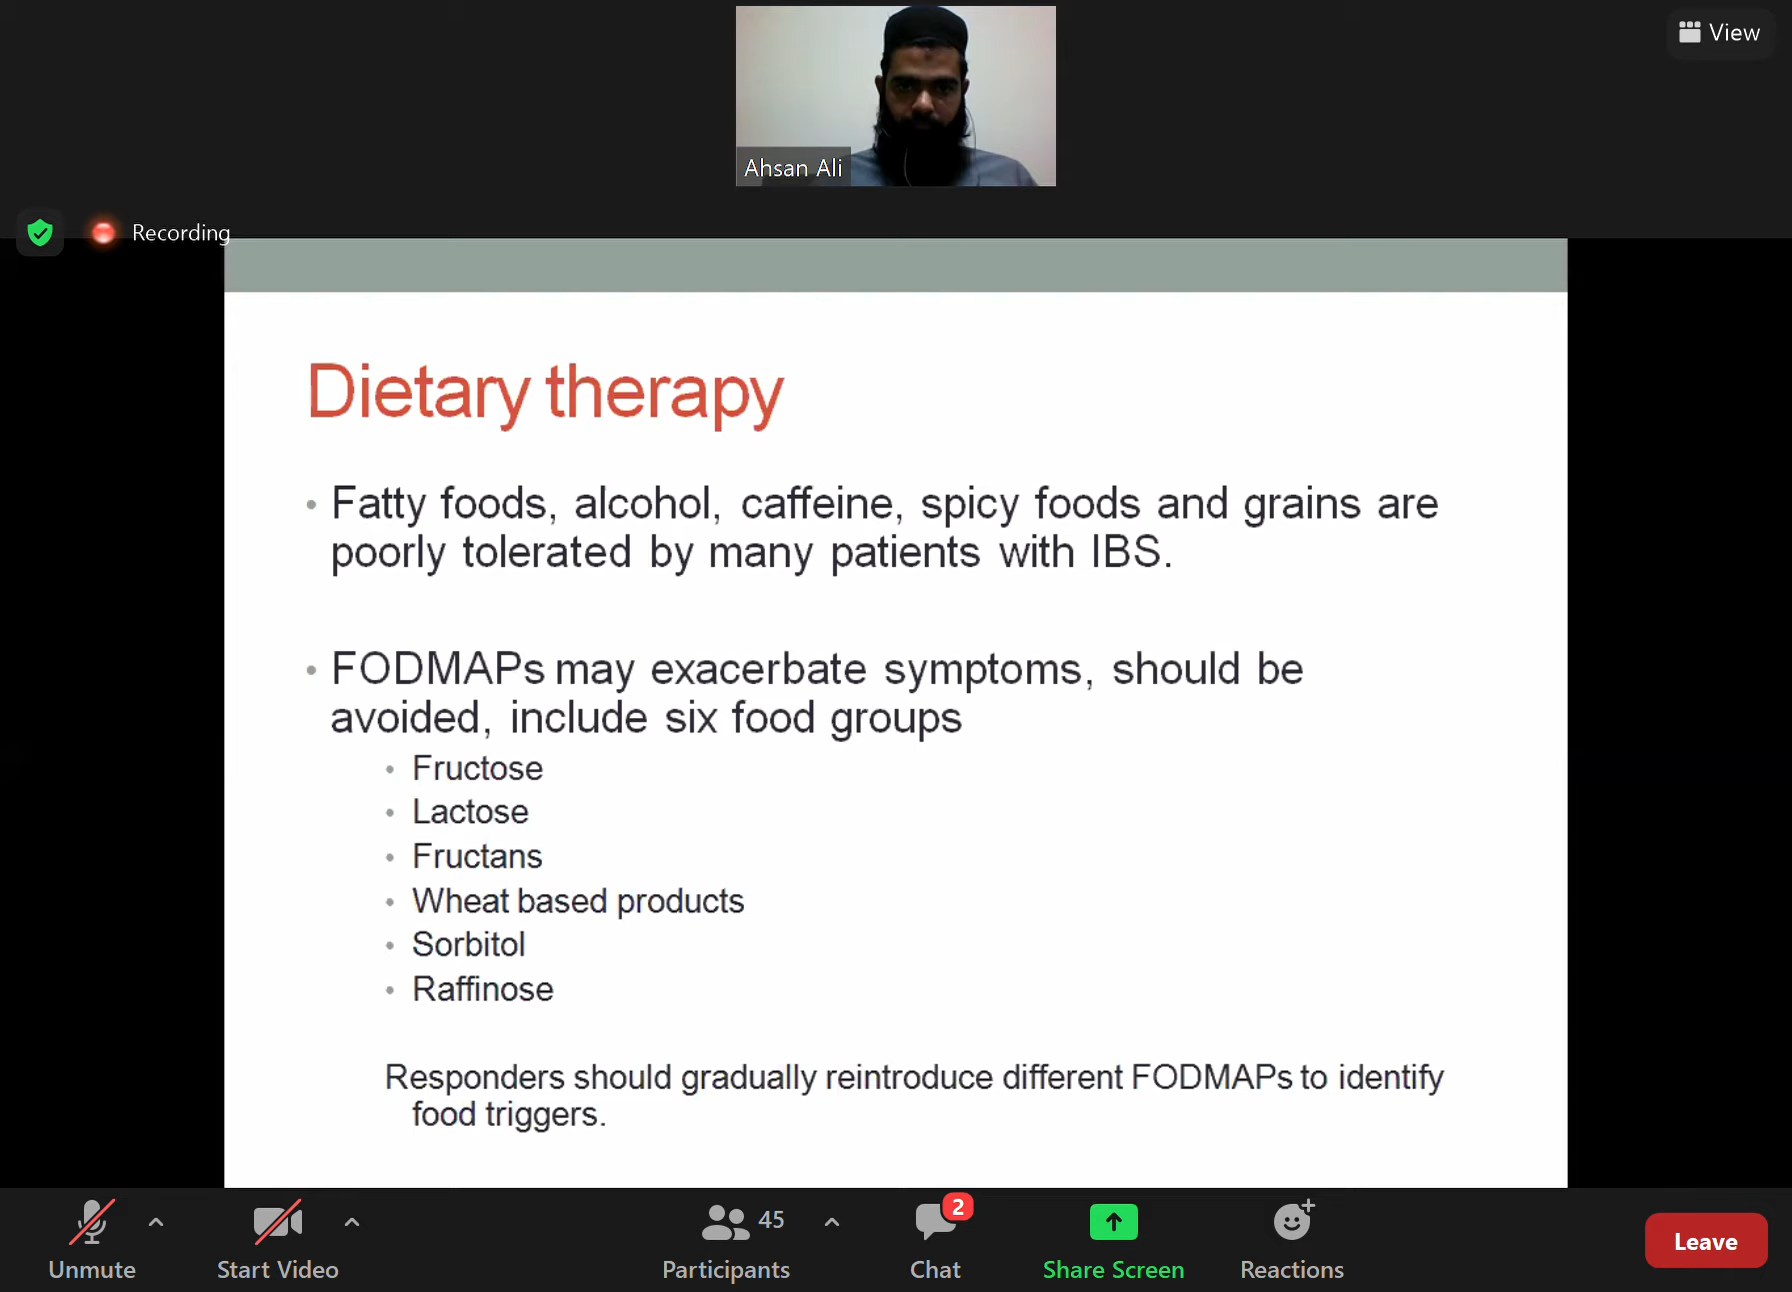 View
Ahsan Ali
Recording
Dietary therapy
• Fatty foods, alcohol, caffeine, spicy foods and grains are
poorly tolerated by many patients with IBS.
• FODMAPs may exacerbate symptoms, should be
avoided, include six food groups
• Fructose
• Lactose
• Fructans
• Wheat based products
• Sorbitol
• Raffinose
Responders should gradually reintroduce different FODMAPs to identify
food triggers.
45
2
Unmute
Start Video
Participants
Chat
Share Screen
Reactions
Leave